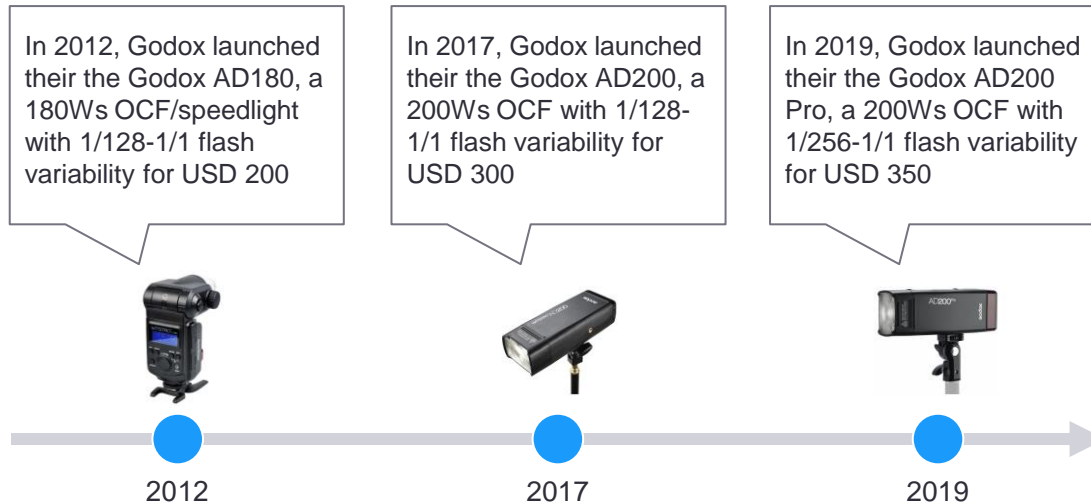 In 2012, Godox launched
their the Godox AD180, a
180Ws OCF/speedlight
with 1/128-1/1 flash
variability for USD 200
In 2017, Godox launched
their the Godox AD200, a
200Ws OCF with 1/128-
1/1 flash variability for
USD 300
In 2019, Godox launched
their the Godox AD200
Pro, a 200Ws OCF with
1/256-1/1 flash variability
for USD 350
AD200
AD200Pro
Godox
2012
2017
2019